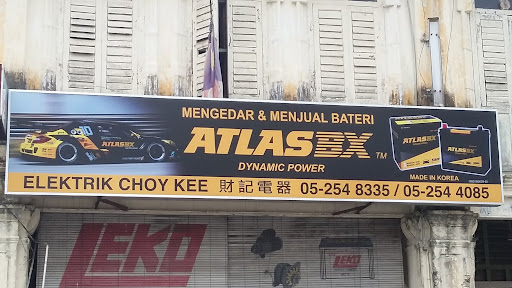 MENGEDAR & MENJUAL BATERI
ATLASBX TM
DYNAMIC POWER
ATLASBX
ATLASBX
MADE IN KOREA
ELEKTRIK CHOY KEE 財記電器 05-254 8335 / 05-254 4085
LEKO
LEKO